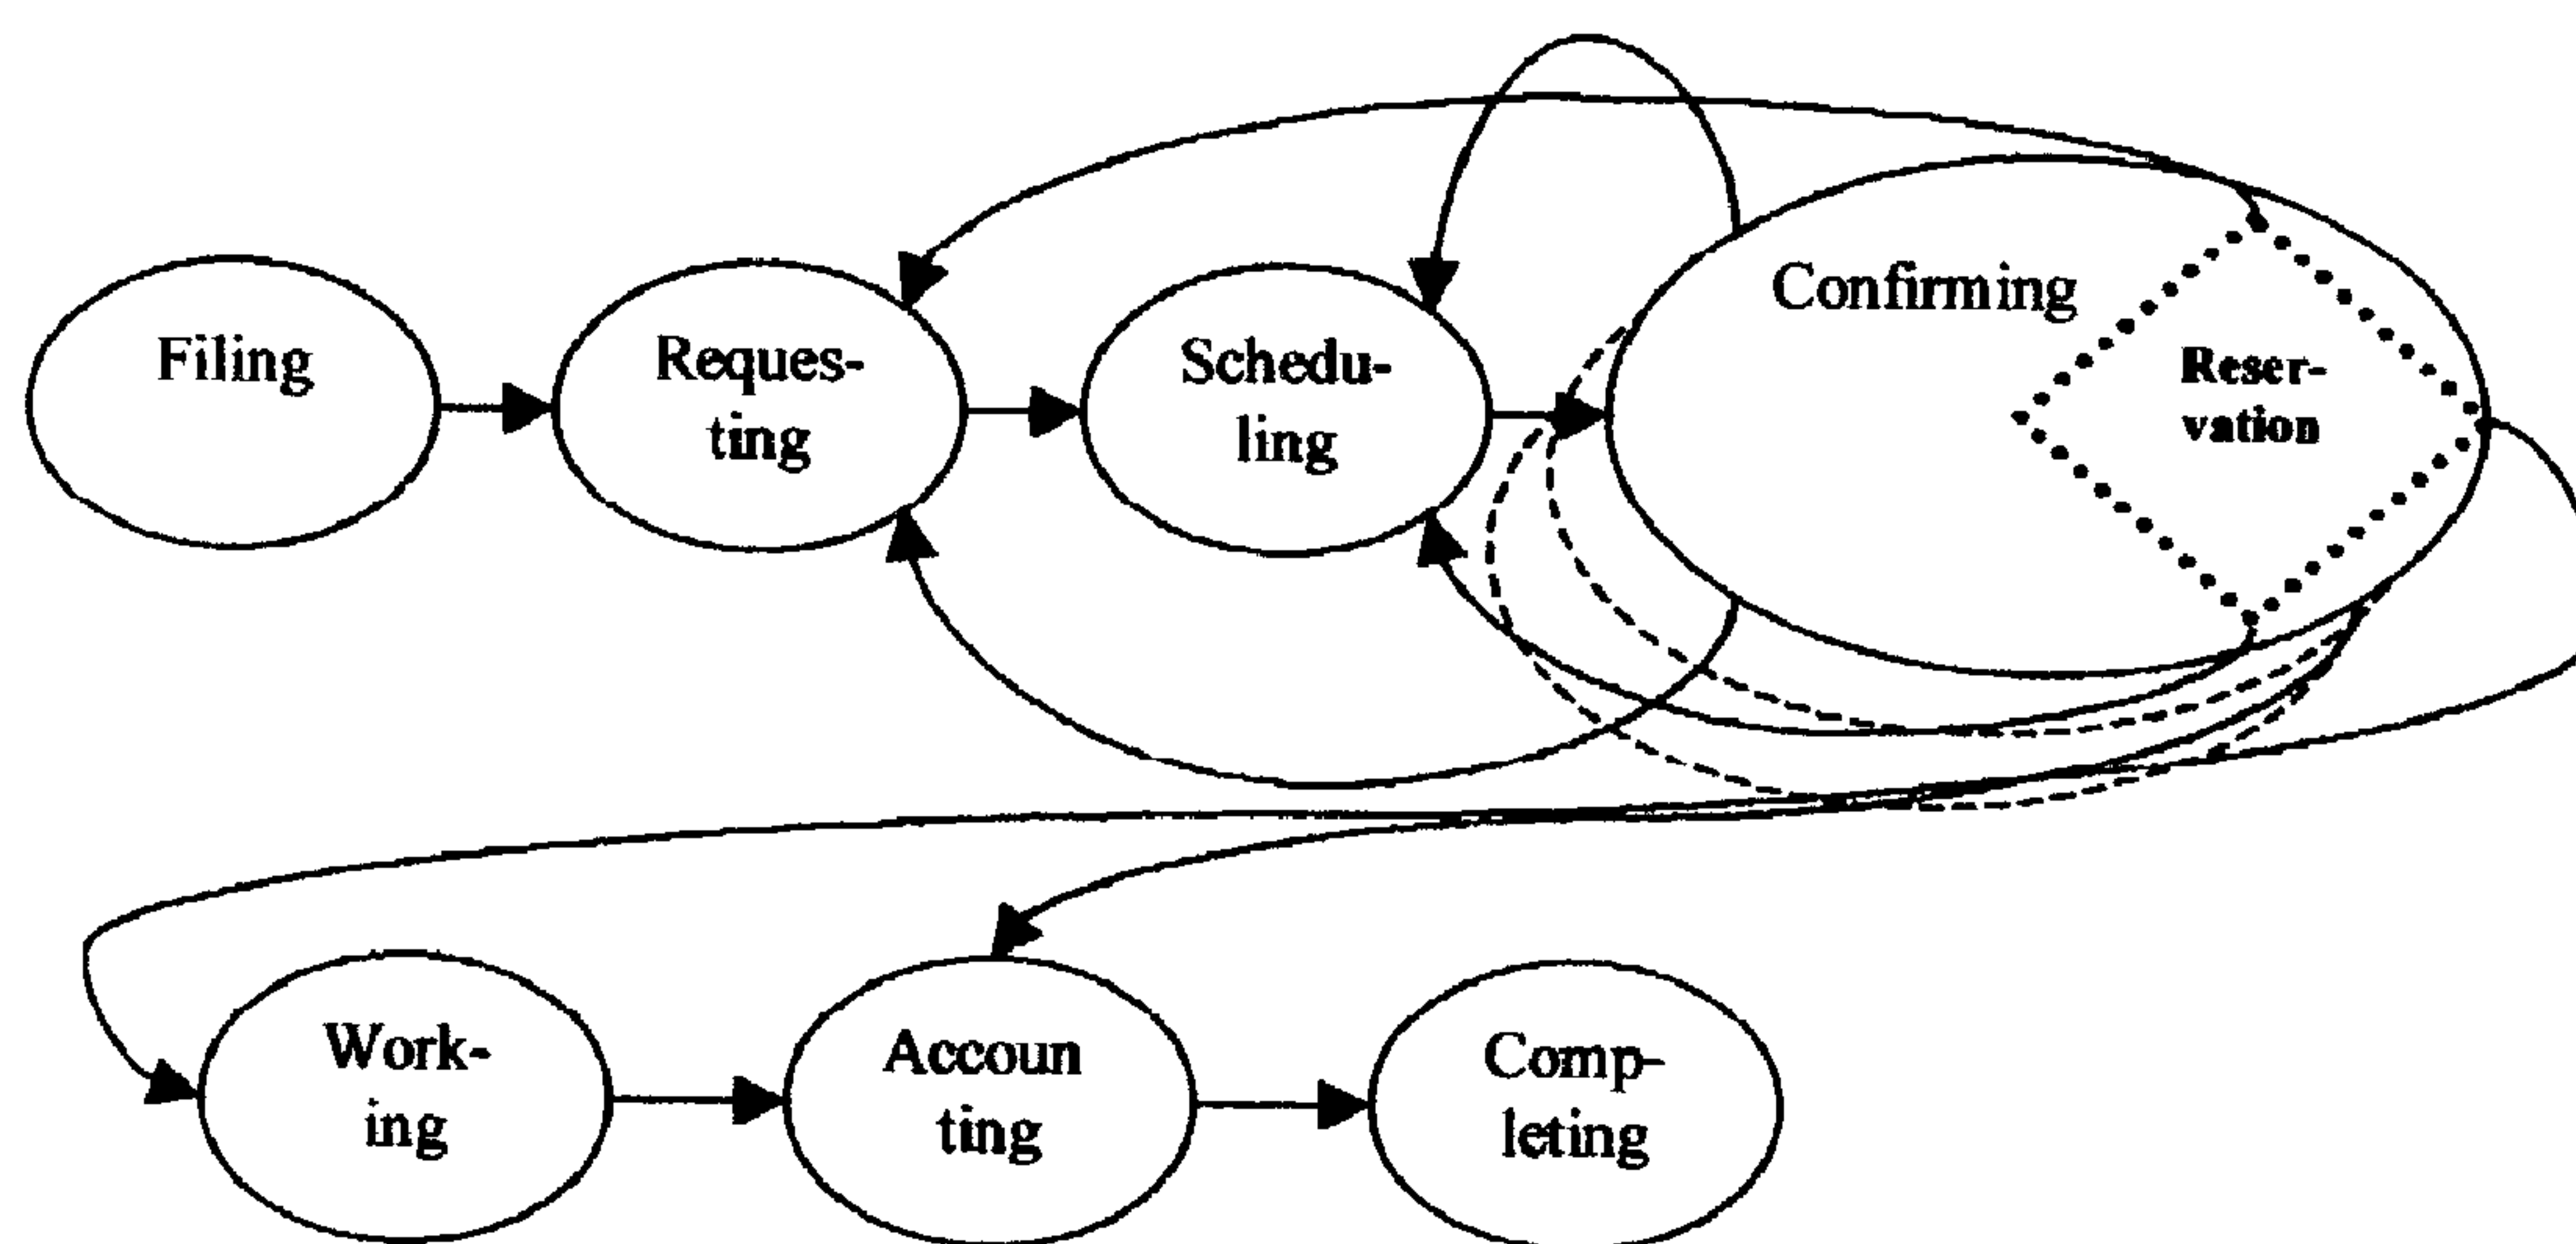 Filing
Reques-
ting
Schedu-
ling
Confirming
Reser-
vation
Work-
ing
Accoun
ting
Comp-
leting